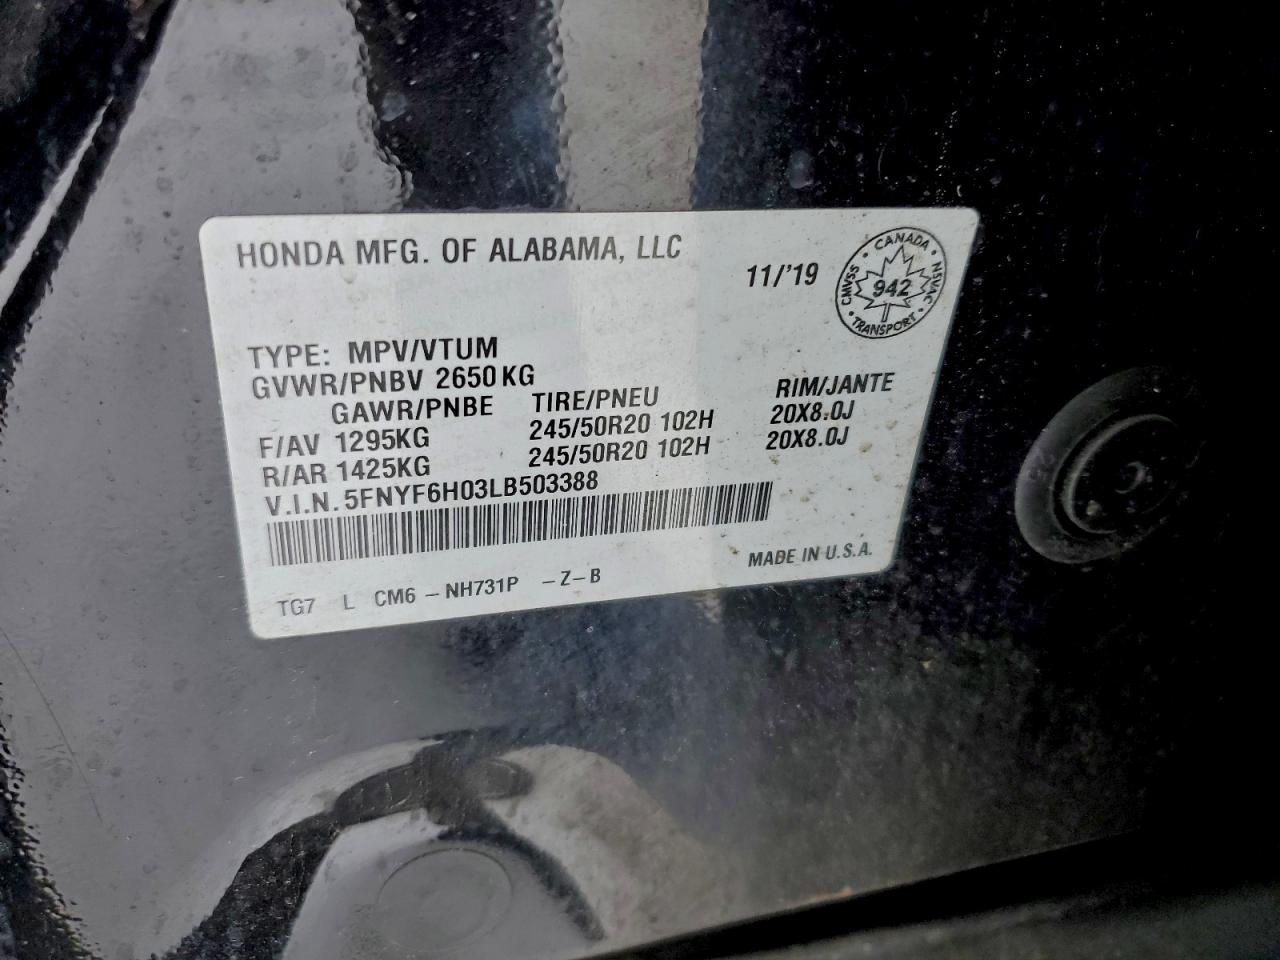 HONDA MFG. OF ALABAMA, LLC
11/'19
CANADA
CMVSS 942 NSVAC
TRANSPORT
TYPE: MPV/VTUM
GVWR/PNBV 2650 KG
GAWR/PNBE TIRE/PNEU RIM/JANTE
F/AV 1295KG 245/50R20 102H 20X8.0J
R/AR 1425KG 245/50R20 102H 20X8.0J
V.I.N. 5FNYF6H03LB503388
MADE IN U.S.A.
TG7 L CM6 - NH731P -Z-B